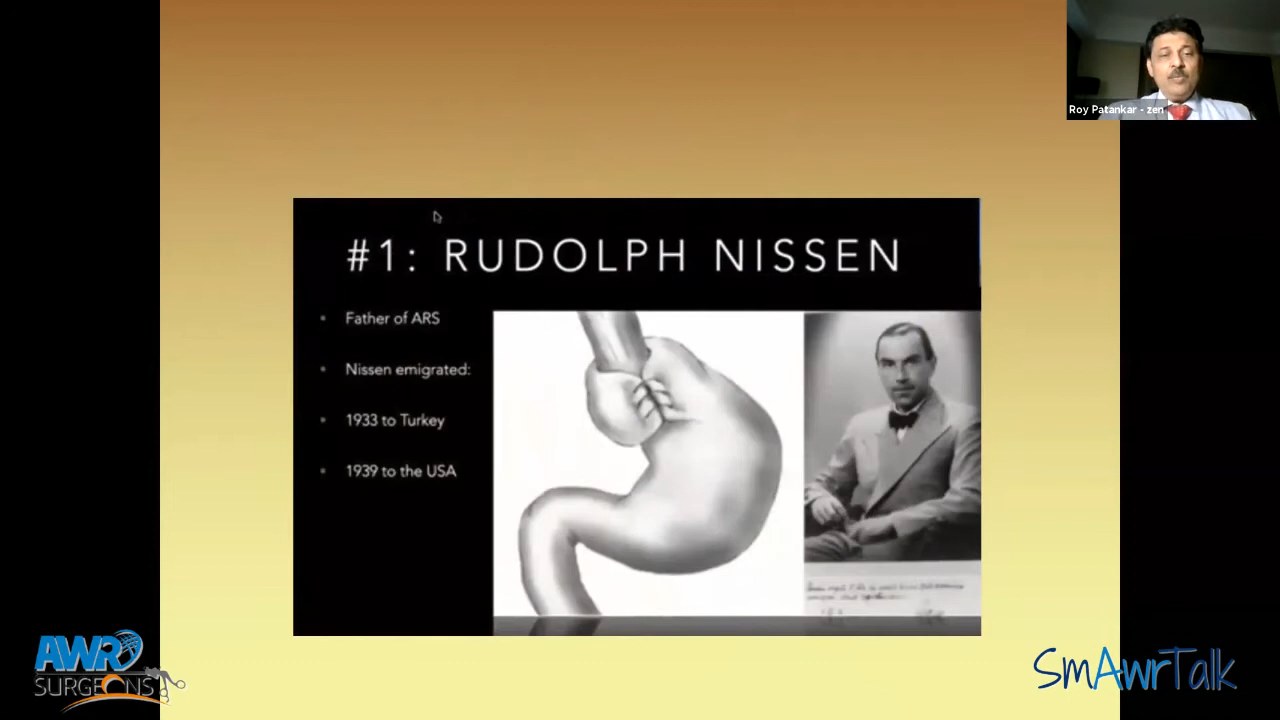 Roy Patankar - zen
#1: RUDOLPH NISSEN
Father of ARS
Nissen emigrated:
1933 to Turkey
1939 to the USA
AWR
SURGEONS
SmAwrTalk